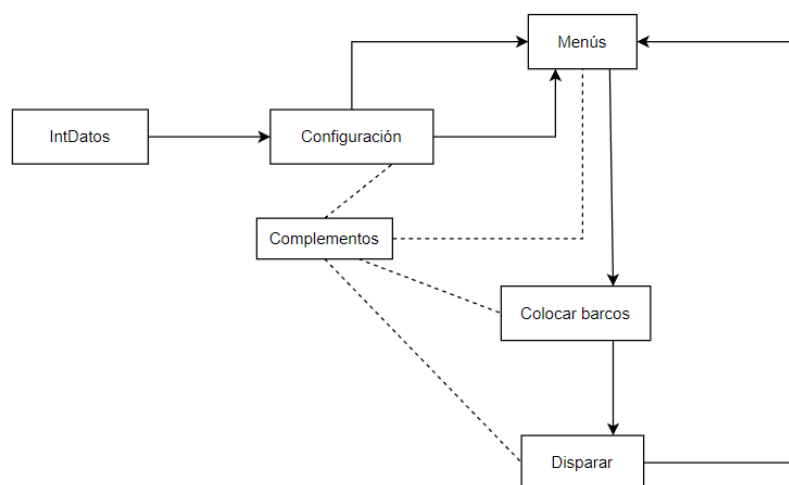 Menús
IntDatos
Configuración
Complementos
Colocar barcos
Disparar